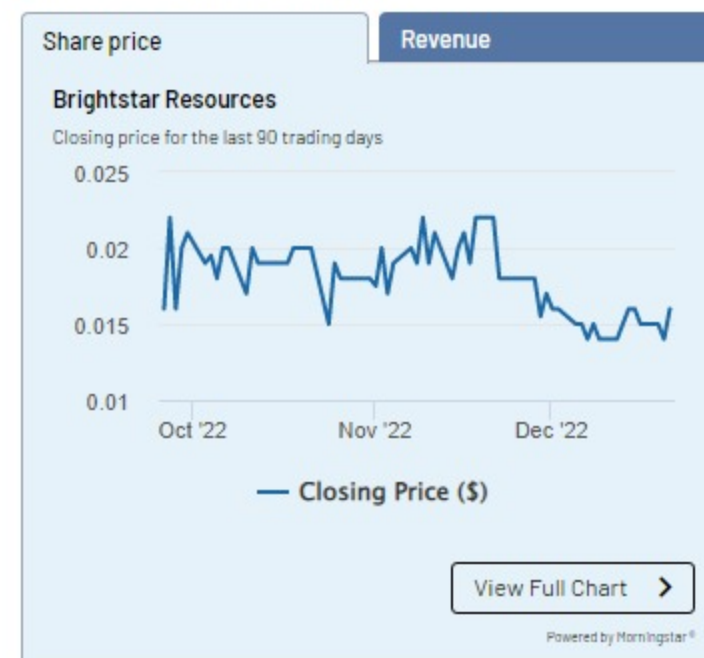 Share price
Revenue
Brightstar Resources
Closing price for the last 90 trading days
0.025
0.02
0.015
0.01
Oct '22 Nov '22 Dec '22
Closing Price ($)
View Full Chart
Powered by Morningstar®